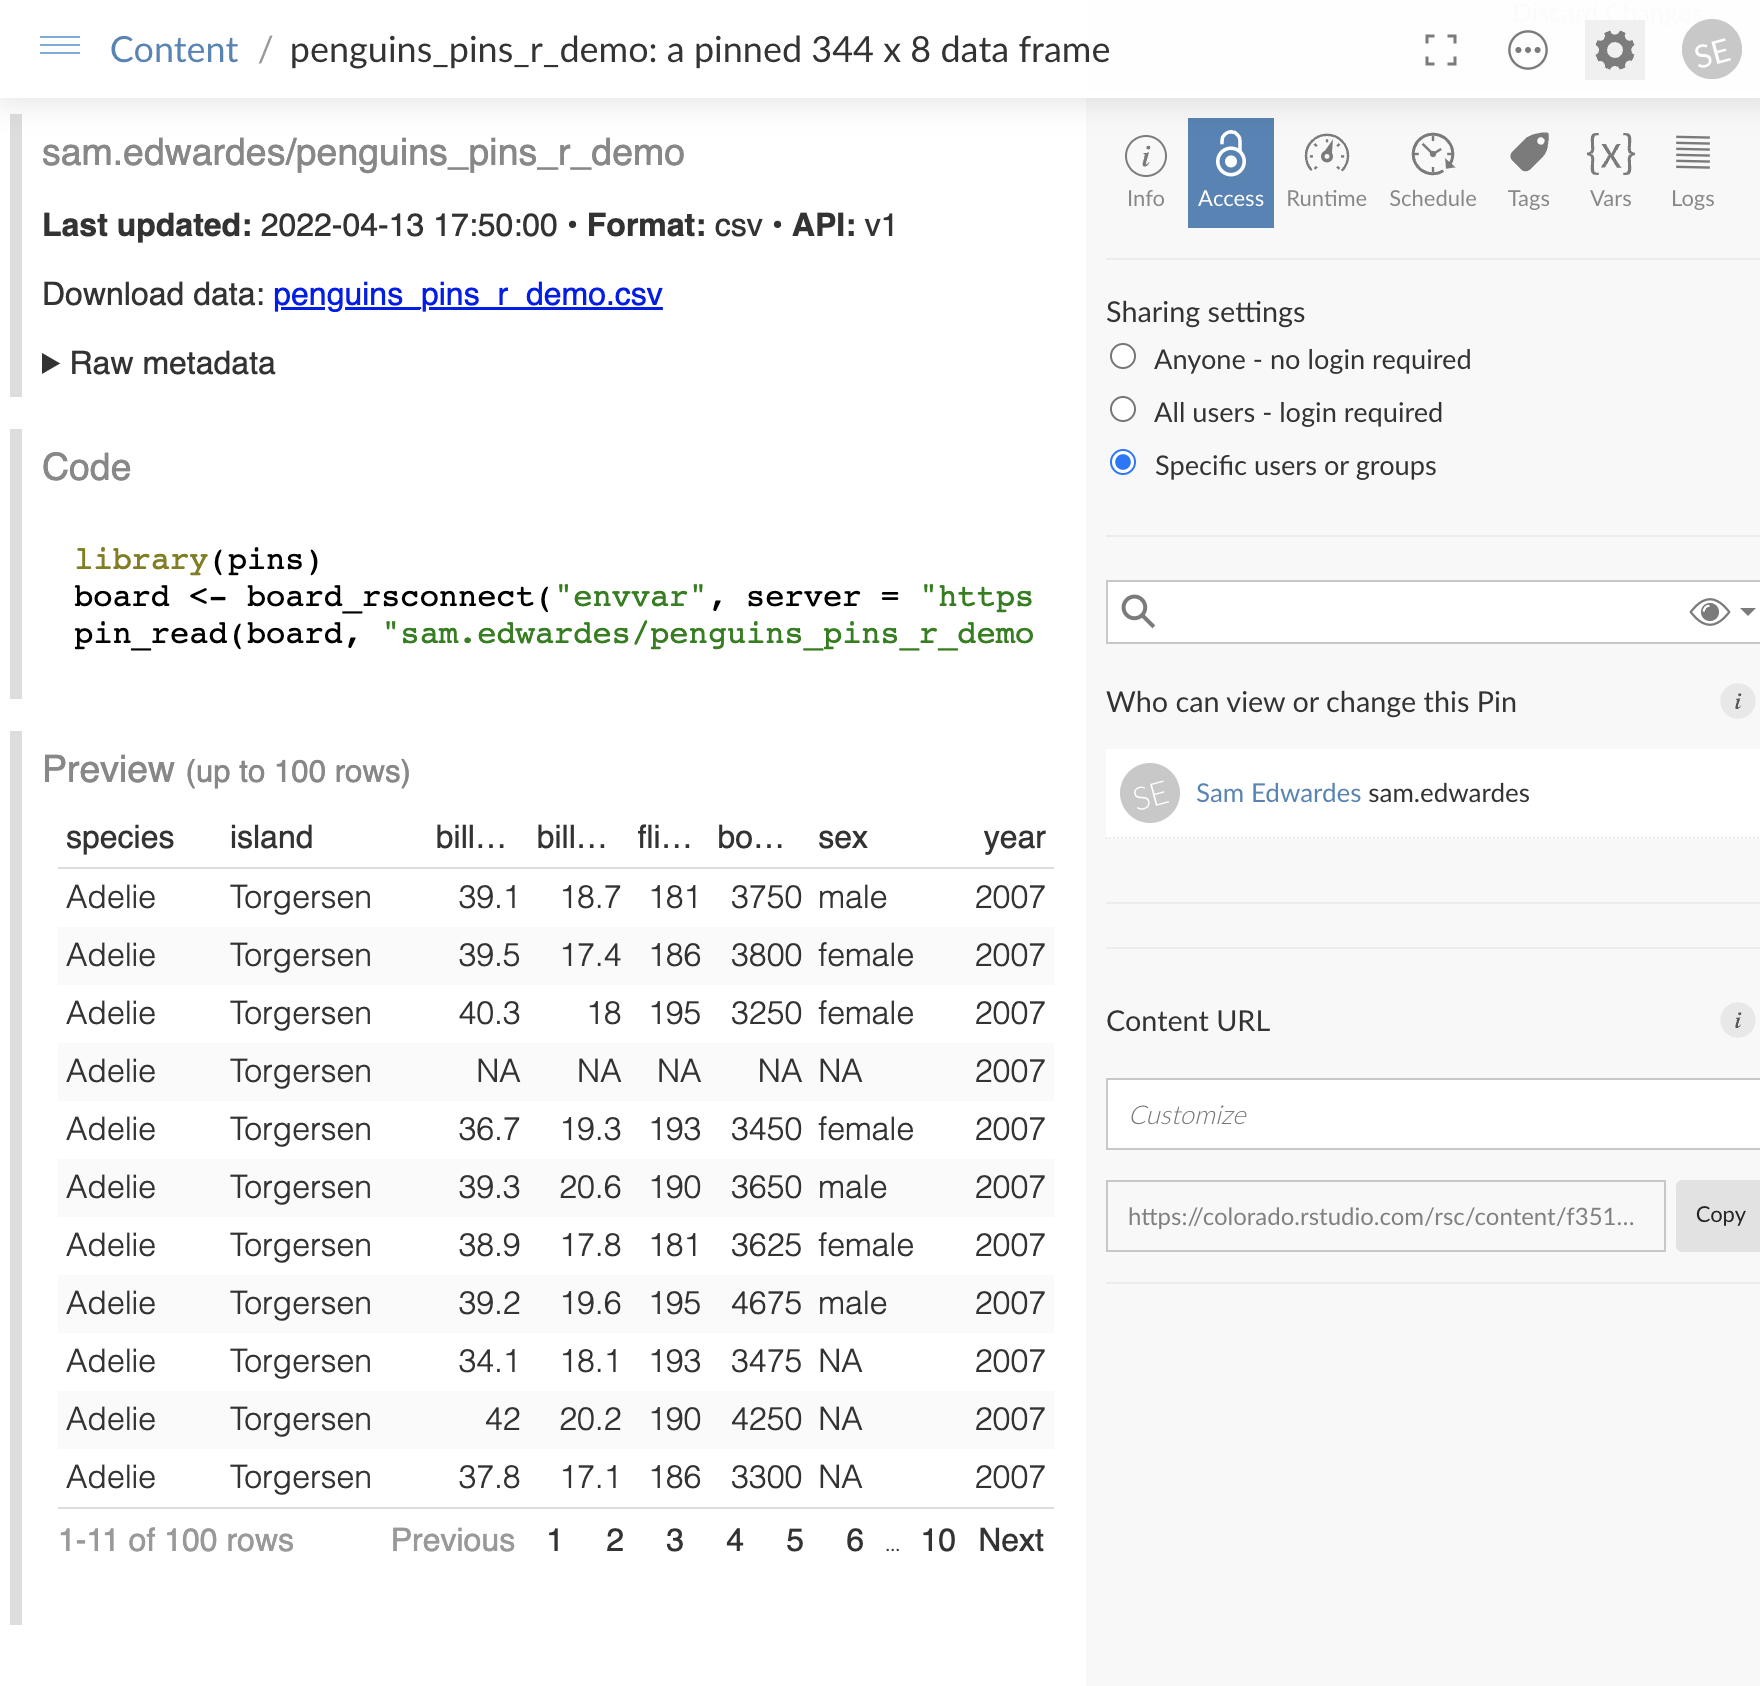 Content / penguins_pins_r_demo: a pinned 344 x 8 data frame
SE
sam.edwardes/penguins_pins_r_demo
Last updated: 2022-04-13 17:50:00 • Format: csv • API: v1
Download data: penguins_pins_r_demo.csv
▶ Raw metadata
Code
library(pins)
board <- board_rsconnect("envvar", server = "https
pin_read(board, "sam.edwardes/penguins_pins_r_demo
Preview (up to 100 rows)
species island bill... bill... fli... bo... sex year
Adelie Torgersen 39.1 18.7 181 3750 male 2007
Adelie Torgersen 39.5 17.4 186 3800 female 2007
Adelie Torgersen 40.3 18 195 3250 female 2007
Adelie Torgersen NA NA NA NA NA 2007
Adelie Torgersen 36.7 19.3 193 3450 female 2007
Adelie Torgersen 39.3 20.6 190 3650 male 2007
Adelie Torgersen 38.9 17.8 181 3625 female 2007
Adelie Torgersen 39.2 19.6 195 4675 male 2007
Adelie Torgersen 34.1 18.1 193 3475 NA 2007
Adelie Torgersen 42 20.2 190 4250 NA 2007
Adelie Torgersen 37.8 17.1 186 3300 NA 2007
1-11 of 100 rows Previous 1 2 3 4 5 6 ... 10 Next
Info Access Runtime Schedule Tags {x} Vars Logs
Sharing settings
Anyone - no login required
All users - login required
Specific users or groups
Who can view or change this Pin i
SE Sam Edwardes sam.edwardes
Content URL i
Customize
https://colorado.rstudio.com/rsc/content/f351... Copy